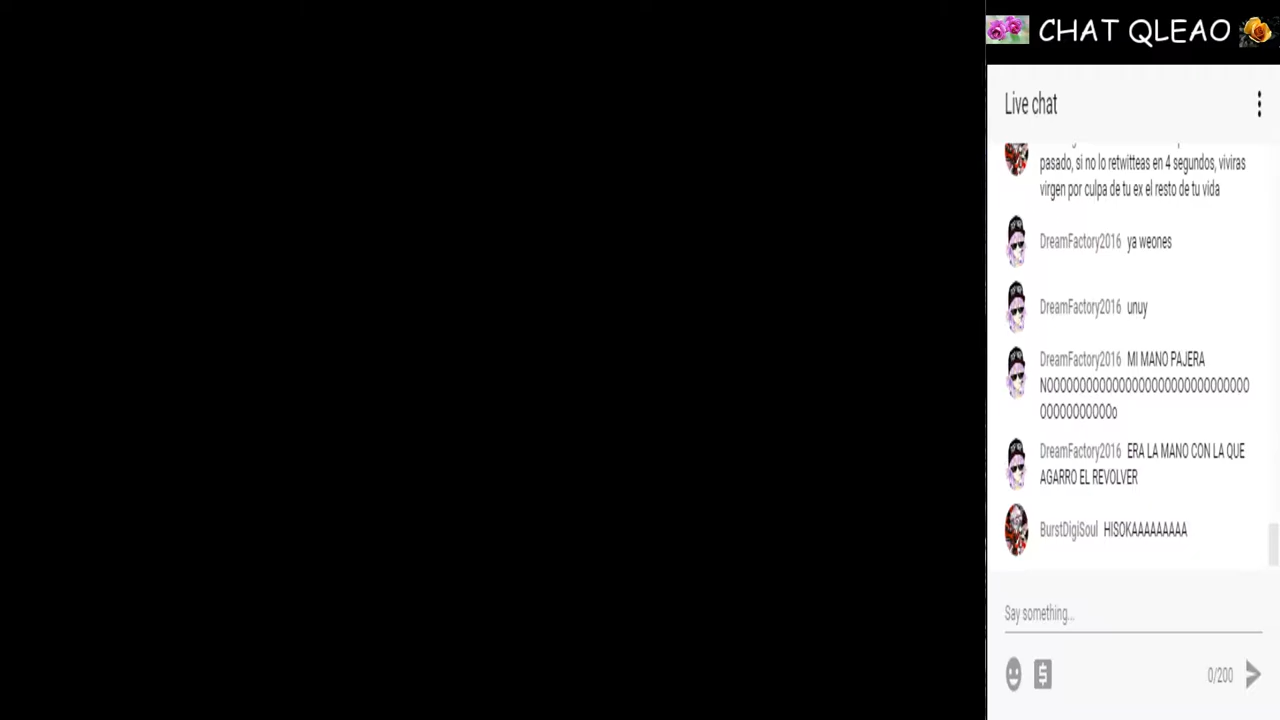 CHAT QLEAO
Live chat
pasado, si no lo retwitteas en 4 segundos, viviras
virgen por culpa de tu ex el resto de tu vida
DreamFactory2016 ya weones
DreamFactory2016 unuy
DreamFactory2016 MI MANO PAJERA
NOOOOOOOOOOOOOOOOOOOOOOOOOOOOOOO
OOOOOOOOOOOo
DreamFactory2016 ERA LA MANO CON LA QUE
AGARRO EL REVOLVER
BurstDigiSoul HISOKAAAAAAAAA
Say something...
0/200